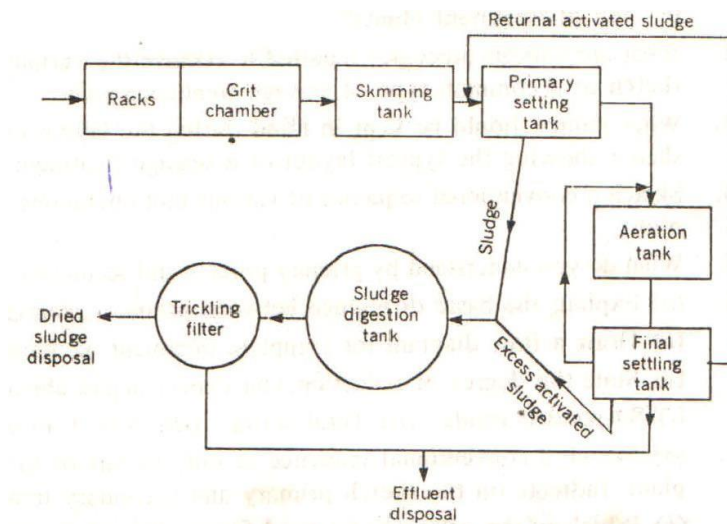 Returnal activated sludge
Racks
Grit
chamber
Skmming
tank
Primary
setting
tank
Sludge
Aeration
tank
Dried
sludge
disposal
Trickling
filter
Sludge
digestion
tank
Excess activated
sludge
Final
settling
tank
Effluent
disposal